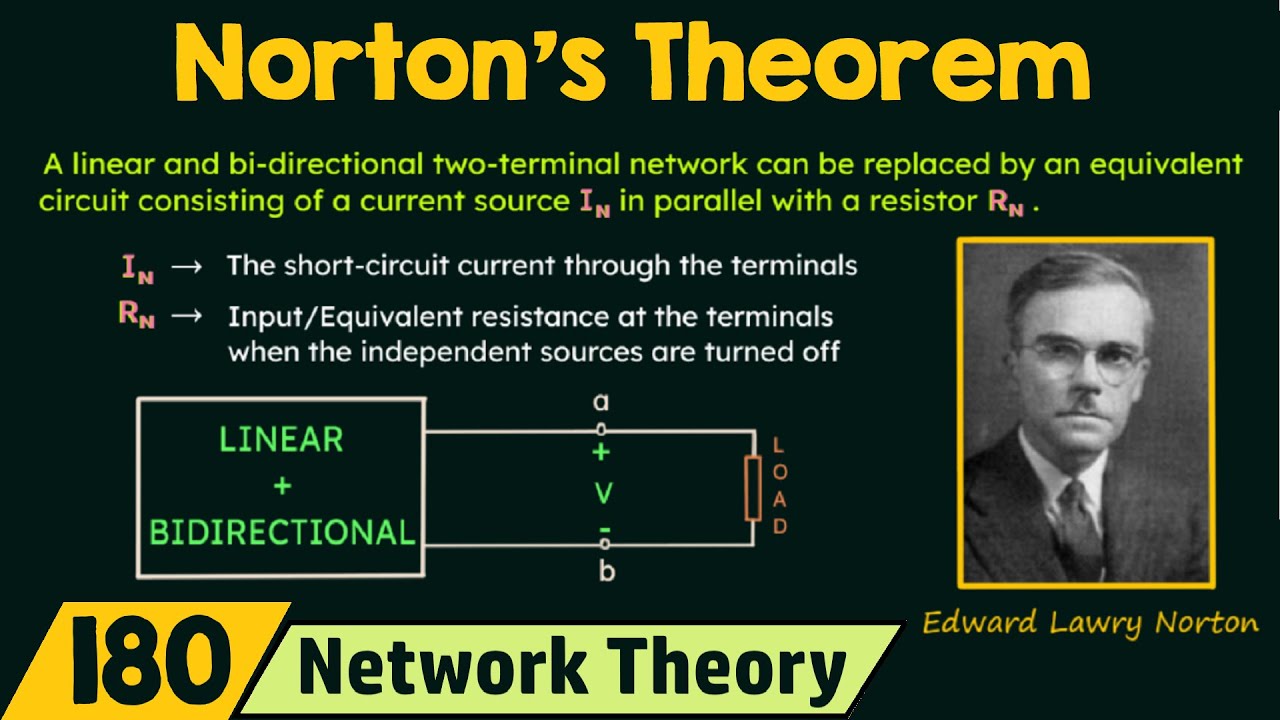 Norton's Theorem
A linear and bi-directional two-terminal network can be replaced by an equivalent
circuit consisting of a current source I_N in parallel with a resistor R_N .
I_N → The short-circuit current through the terminals
R_N → Input/Equivalent resistance at the terminals
when the independent sources are turned off
LINEAR
+
BIDIRECTIONAL
a
+
V
-
b
LOAD
Edward Lawry Norton
180
Network Theory